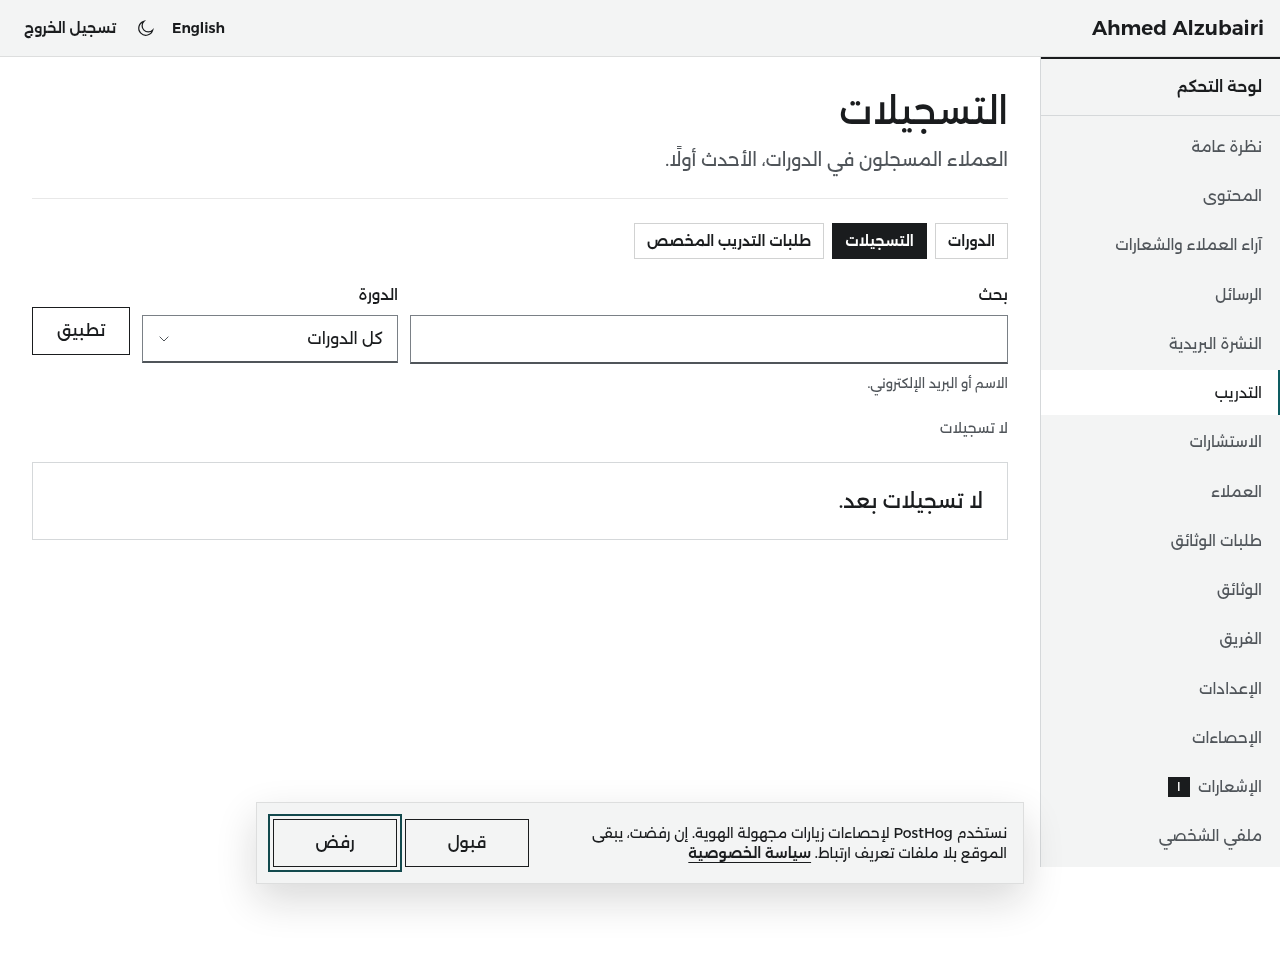 Ahmed Alzubairi
English
تسجيل الخروج
لوحة التحكم
نظرة عامة
المحتوى
آراء العملاء والشعارات
الرسائل
النشرة البريدية
التدريب
الاستشارات
العملاء
طلبات الوثائق
الوثائق
الفريق
الإعدادات
الإحصاءات
الإشعارات ١
ملفي الشخصي
التسجيلات
العملاء المسجلون في الدورات، الأحدث أولًا.
الدورات
التسجيلات
طلبات التدريب المخصص
بحث
الدورة
كل الدورات
تطبيق
الاسم أو البريد الإلكتروني.
لا تسجيلات
لا تسجيلات بعد.
نستخدم PostHog لإحصاءات زيارات مجهولة الهوية. إن رفضت، يبقى
الموقع بلا ملفات تعريف ارتباط. سياسة الخصوصية
قبول
رفض